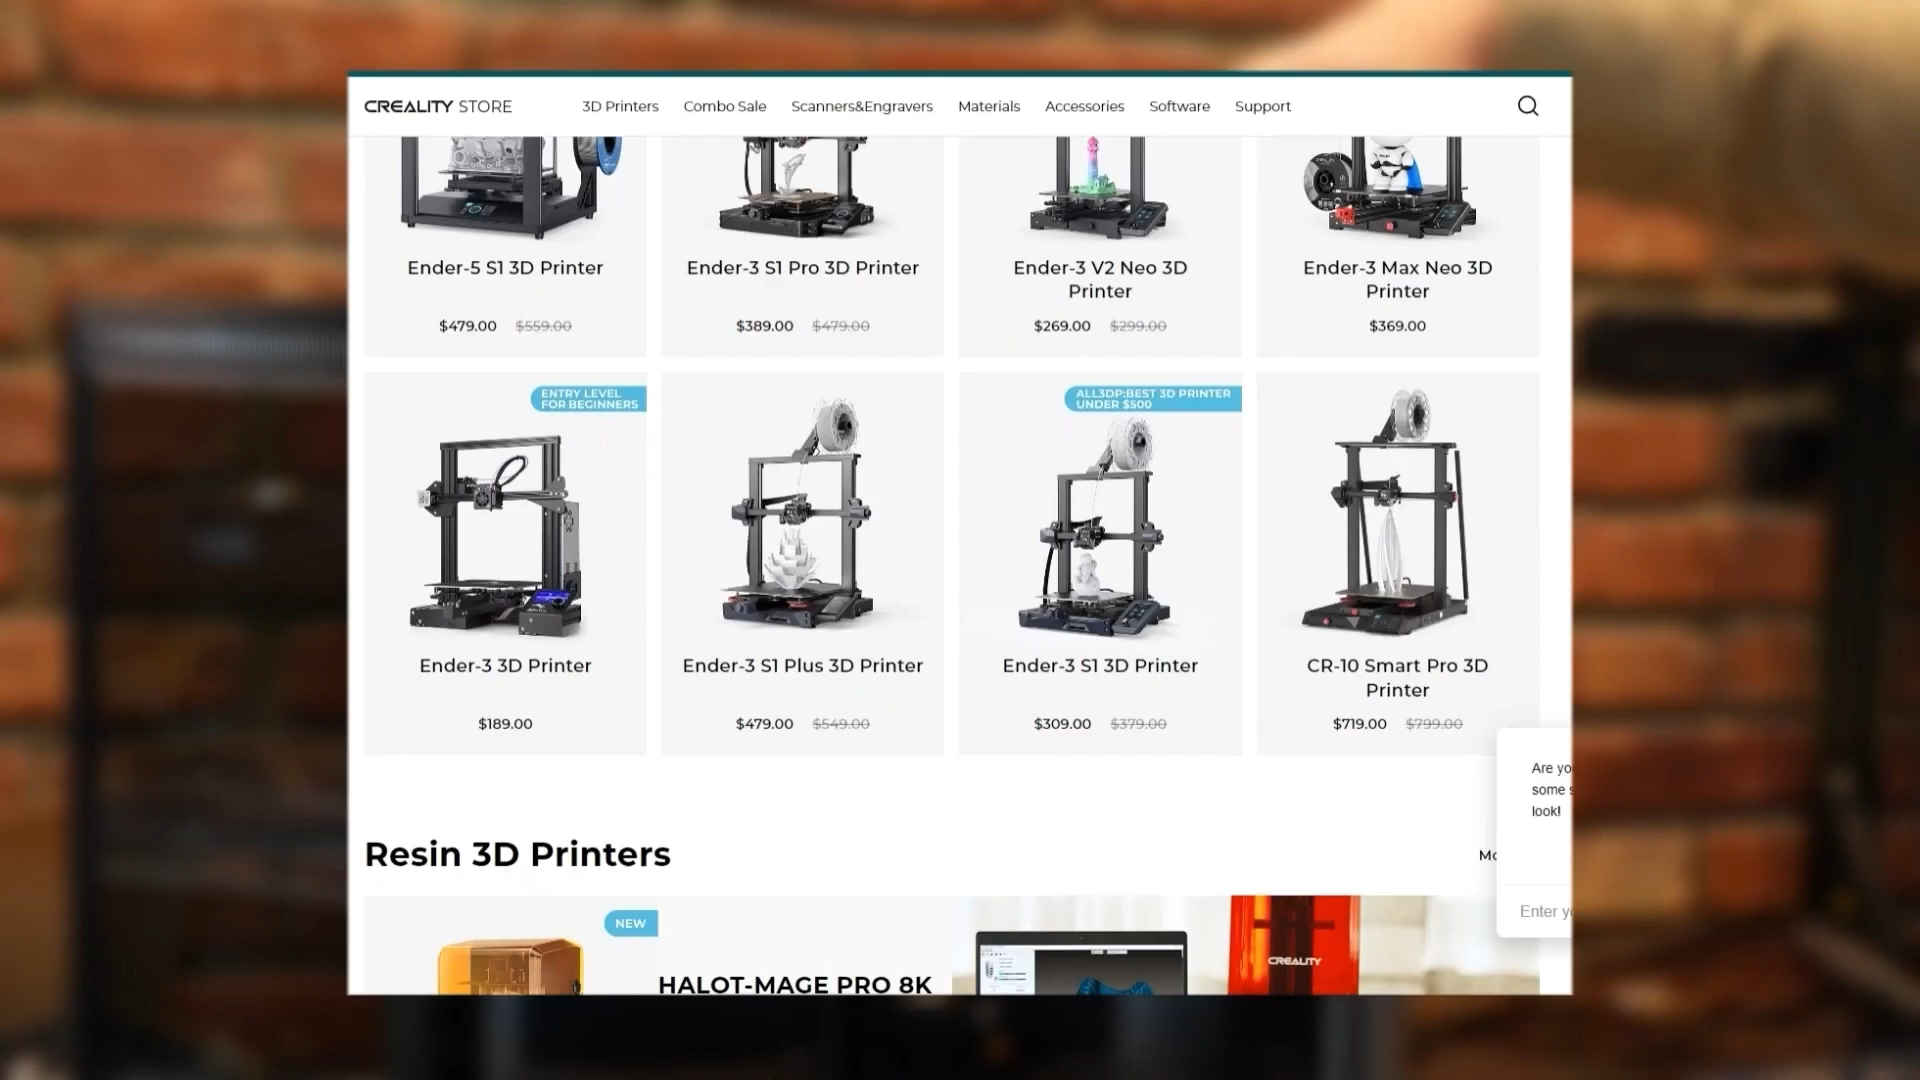 CREALITY STORE
3D Printers
Combo Sale
Scanners&Engravers
Materials
Accessories
Software
Support
Ender-5 S1 3D Printer
$479.00 $559.00
Ender-3 S1 Pro 3D Printer
$389.00 $479.00
Ender-3 V2 Neo 3D
Printer
$269.00 $299.00
Ender-3 Max Neo 3D
Printer
$369.00
ENTRY LEVEL
FOR BEGINNERS
Ender-3 3D Printer
$189.00
Ender-3 S1 Plus 3D Printer
$479.00 $549.00
ALL3DP:BEST 3D PRINTER
UNDER $500
Ender-3 S1 3D Printer
$309.00 $379.00
CR-10 Smart Pro 3D
Printer
$719.00 $799.00
Are
some
look!
Enter
Resin 3D Printers
NEW
HALOT-MAGE PRO 8K
CREALITY